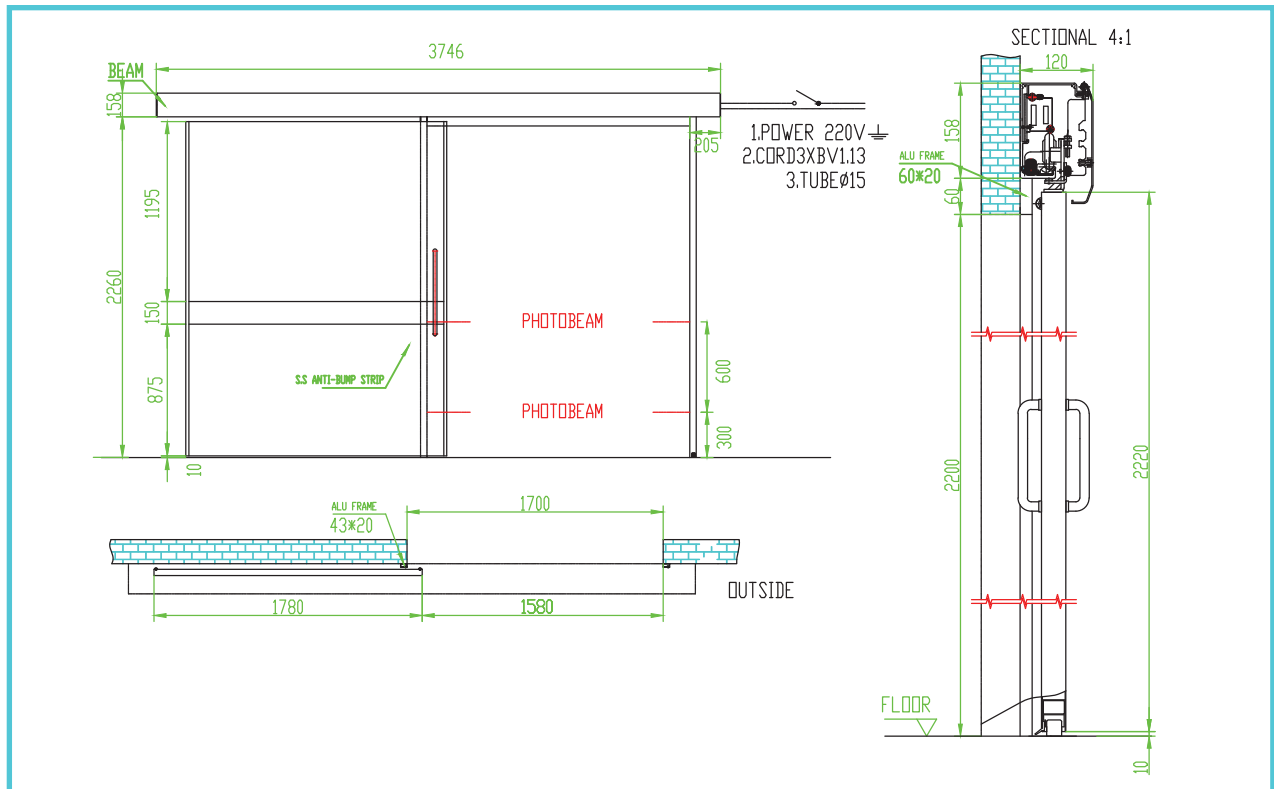 SECTIONAL 4:1
3746
120
BEAM
158
158
1.POWER 220V
2.CORD3XBV1.13
3.TUBEØ15
205
ALU FRAME
60*20
60
1195
2260
150
PHOTOBEAM
875
S.S ANTI-BUMP STRIP
600
PHOTOBEAM
300
10
2200
2220
ALU FRAME
43*20
1700
OUTSIDE
1780
1580
FLOOR
10